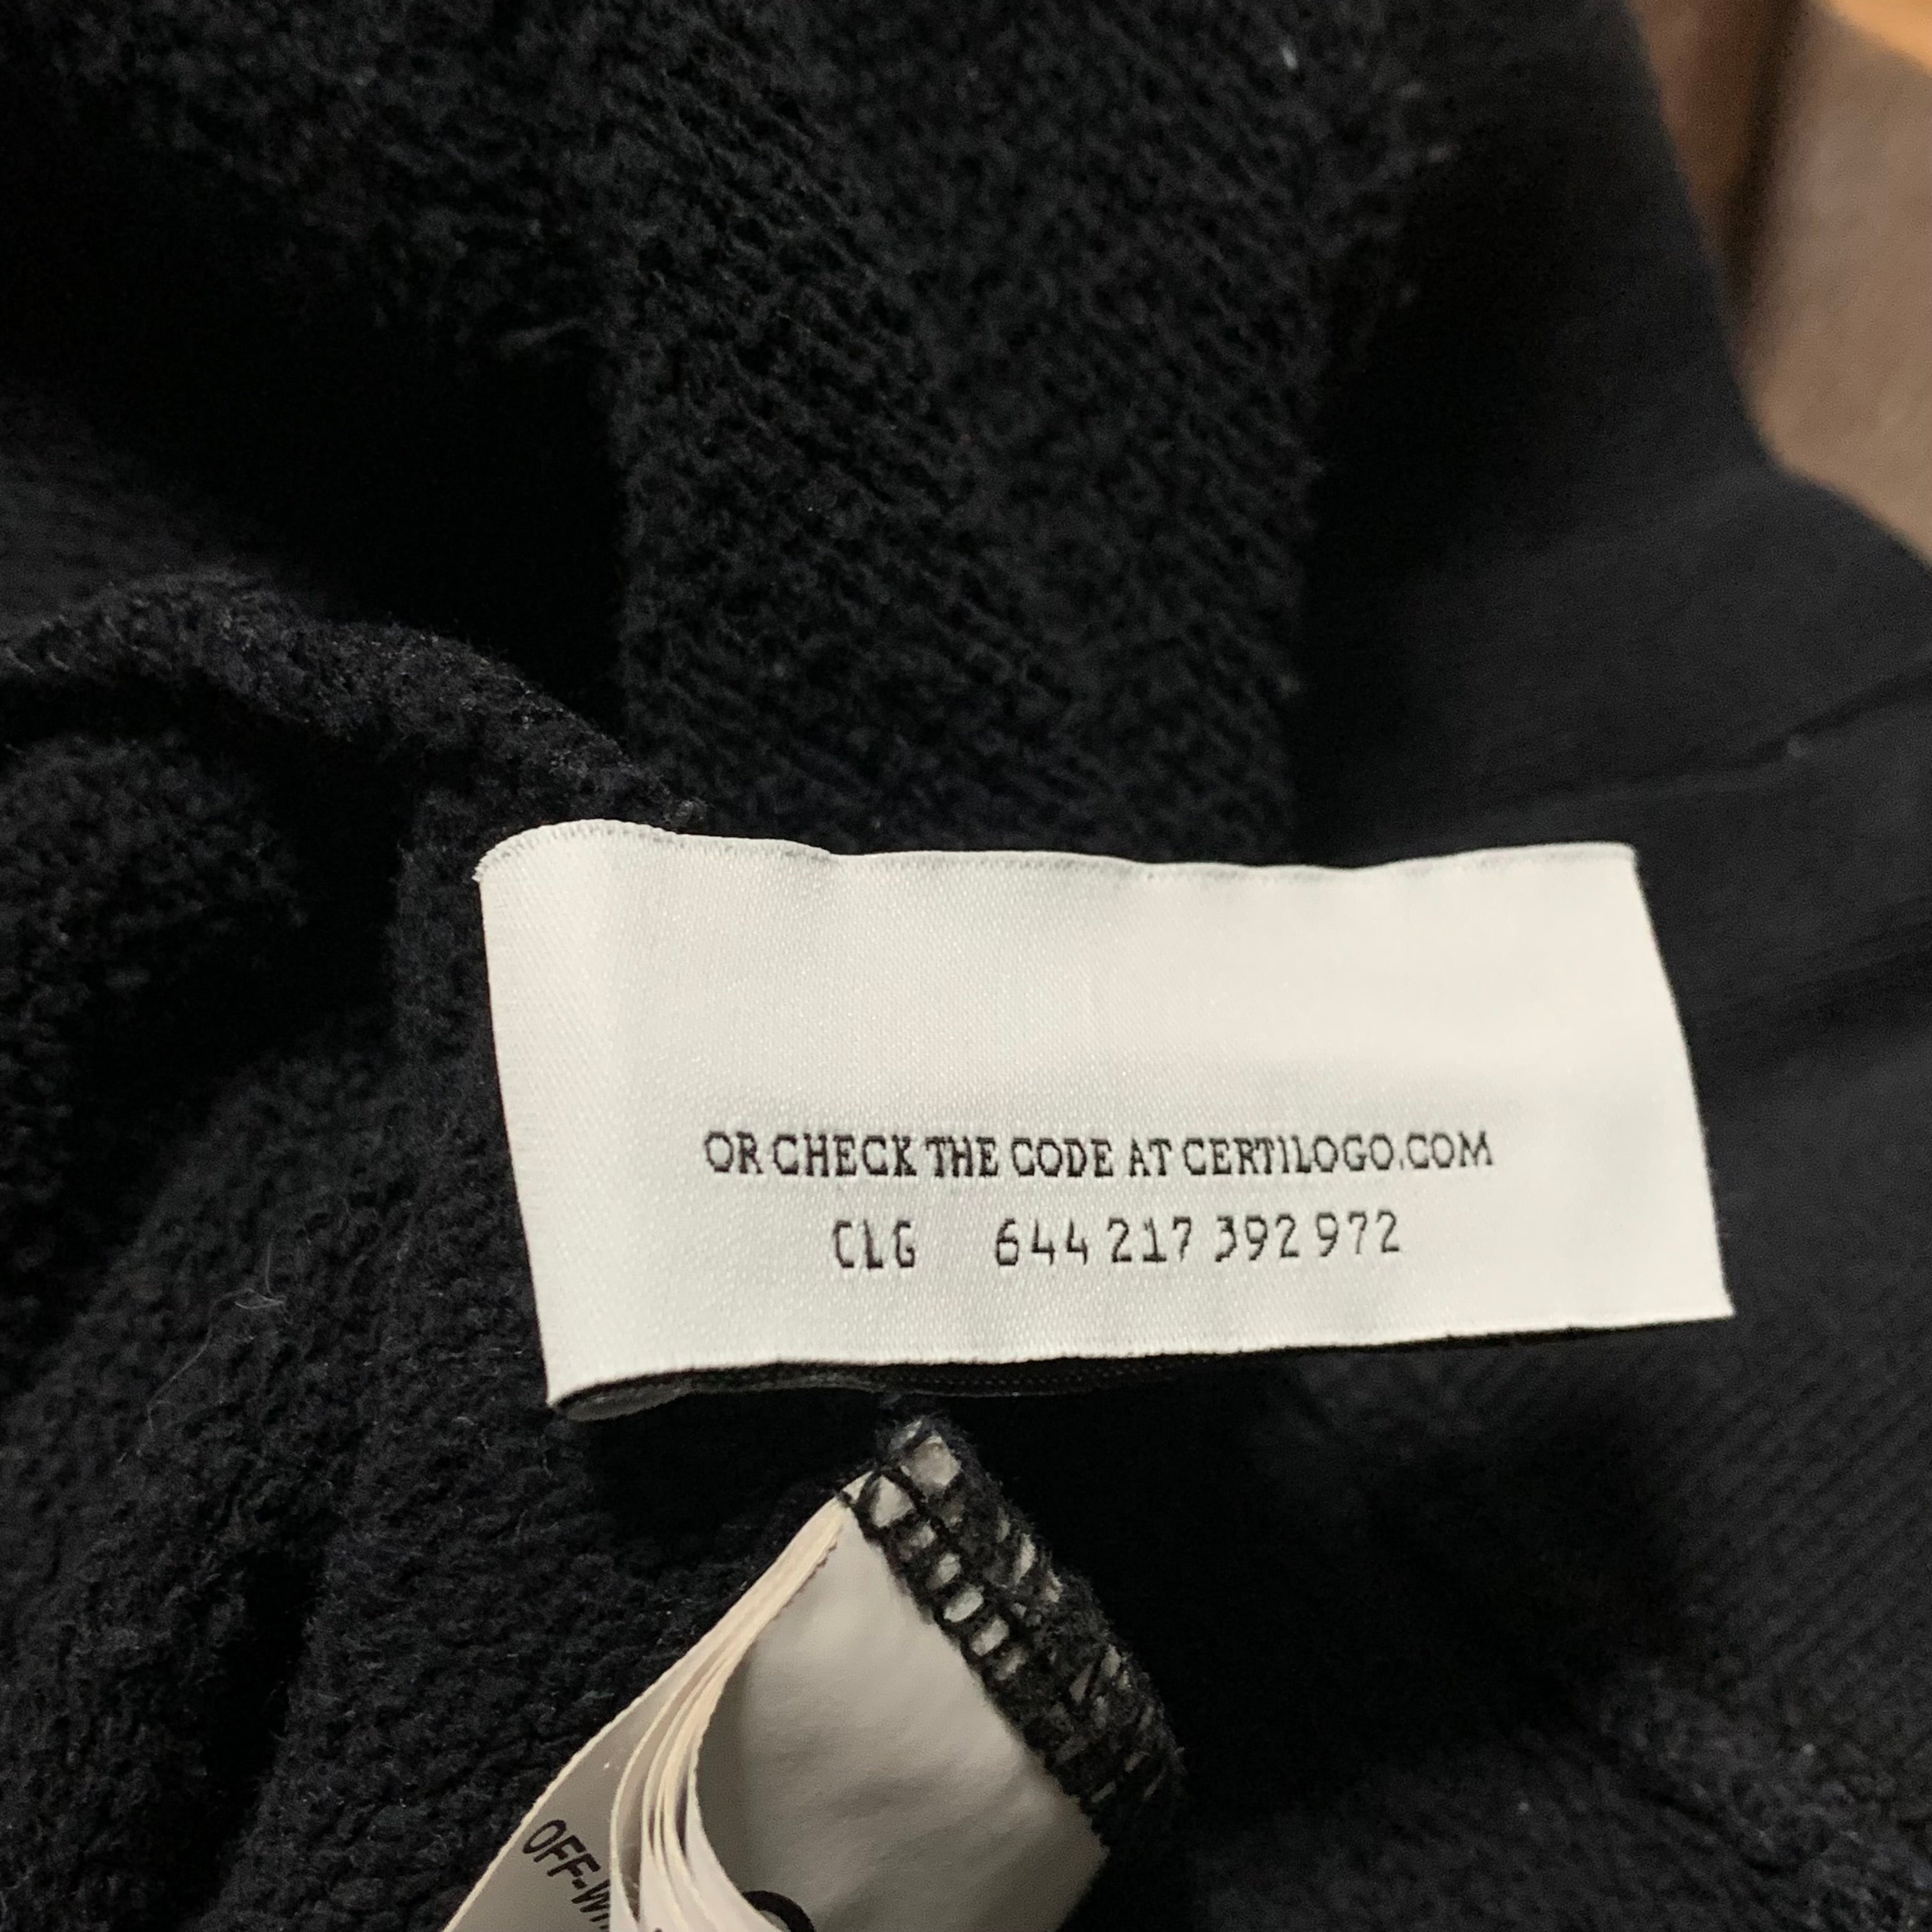 OR CHECK THE CODE AT CERTILOGO.COM
CLG 644 217 392 972